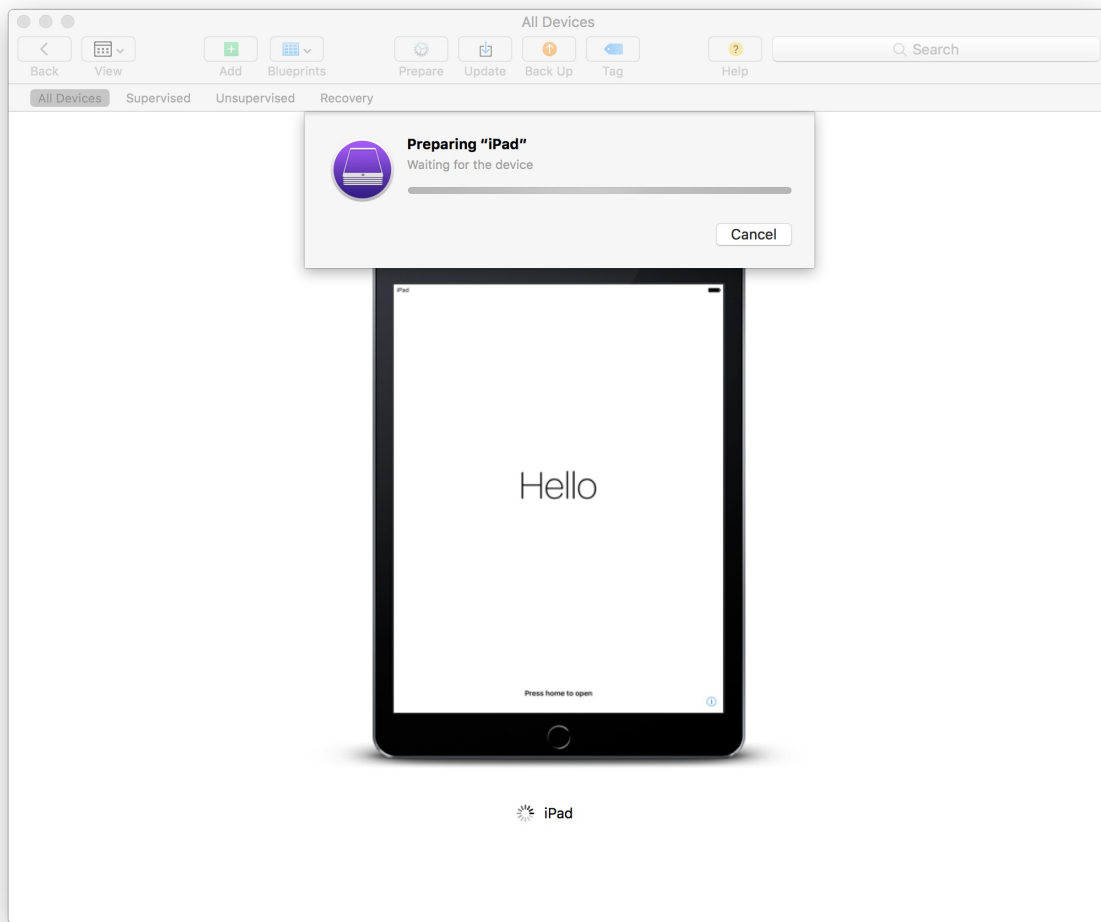 All Devices
Back View Add Blueprints Prepare Update Back Up Tag Help Search
All Devices Supervised Unsupervised Recovery
Preparing “iPad”
Waiting for the device
Cancel
iPad
Hello
Press home to open
iPad